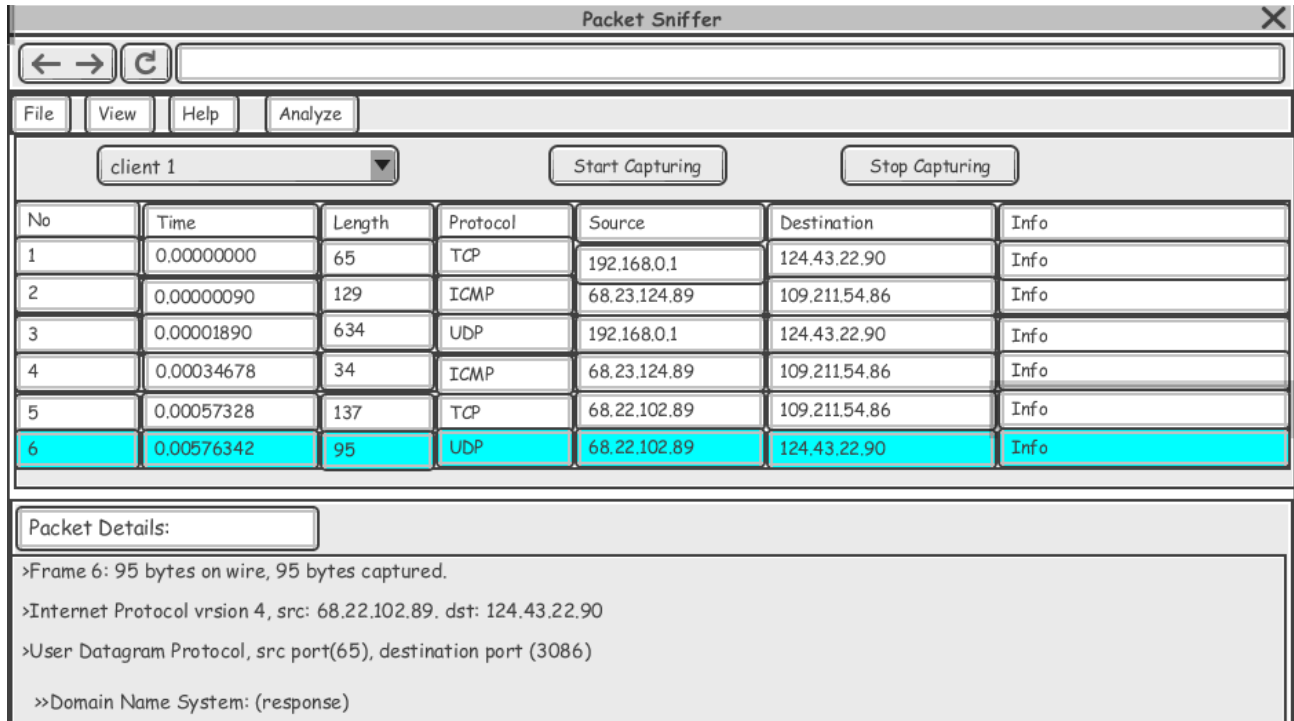 Packet Sniffer
File View Help Analyze
client 1 Start Capturing Stop Capturing
No Time Length Protocol Source Destination Info
1 0.00000000 65 TCP 192.168.0.1 124.43.22.90 Info
2 0.00000090 129 ICMP 68.23.124.89 109.211.54.86 Info
3 0.00001890 634 UDP 192.168.0.1 124.43.22.90 Info
4 0.00034678 34 ICMP 68.23.124.89 109.211.54.86 Info
5 0.00057328 137 TCP 68.22.102.89 109.211.54.86 Info
6 0.00576342 95 UDP 68.22.102.89 124.43.22.90 Info
Packet Details:
>Frame 6: 95 bytes on wire, 95 bytes captured.
>Internet Protocol vrsion 4, src: 68.22.102.89. dst: 124.43.22.90
>User Datagram Protocol, src port(65), destination port (3086)
>>Domain Name System: (response)